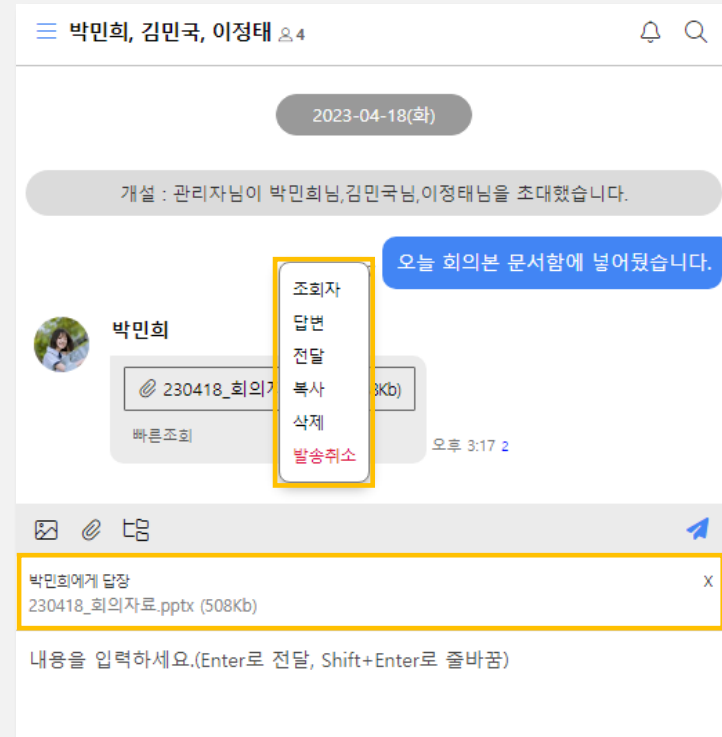 박민희, 김민국, 이정태 4
2023-04-18(화)
개설 : 관리자님이 박민희님,김민국님,이정태님을 초대했습니다.
오늘 회의본 문서함에 넣어뒀습니다.
조회자
답변
전달
복사
삭제
발송취소
박민희
230418_회의 Kb)
빠른조회
오후 3:17 2
박민희에게 답장
X
230418_회의자료.pptx (508Kb)
내용을 입력하세요.(Enter로 전달, Shift+Enter로 줄바꿈)